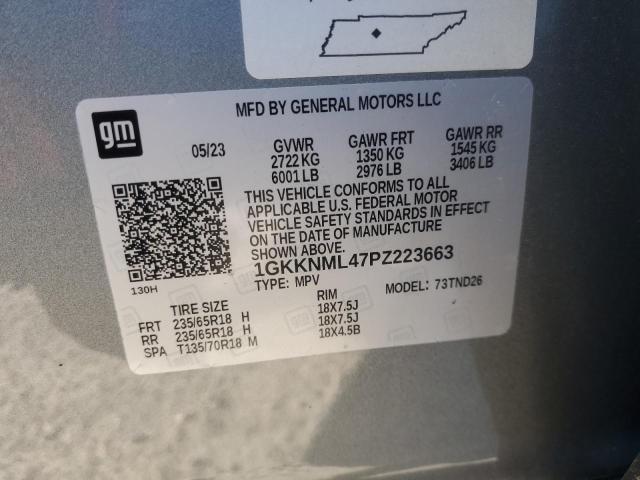 gm
MFD BY GENERAL MOTORS LLC
05/23 GVWR GAWR FRT GAWR RR
2722 KG 1350 KG 1545 KG
6001 LB 2976 LB 3406 LB
THIS VEHICLE CONFORMS TO ALL
APPLICABLE U.S. FEDERAL MOTOR
VEHICLE SAFETY STANDARDS IN EFFECT
ON THE DATE OF MANUFACTURE
SHOWN ABOVE.
1GKKNML47PZ223663
130H
TYPE: MPV MODEL: 73TND26
TIRE SIZE RIM
FRT 235/65R18 H 18X7.5J
RR 235/65R18 H 18X7.5J
SPA T135/70R18 M 18X4.5B